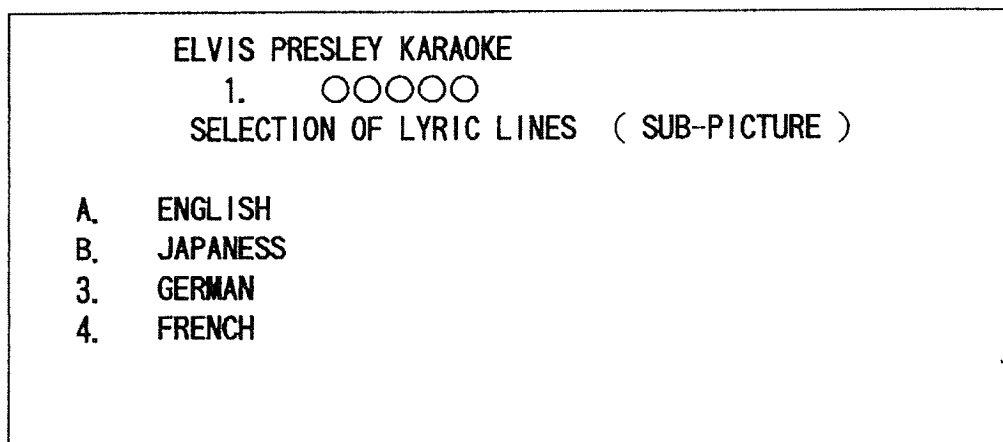 ELVIS PRESLEY KARAOKE
1. ○○○○○
SELECTION OF LYRIC LINES ( SUB-PICTURE )
A. ENGLISH
B. JAPANESS
3. GERMAN
4. FRENCH